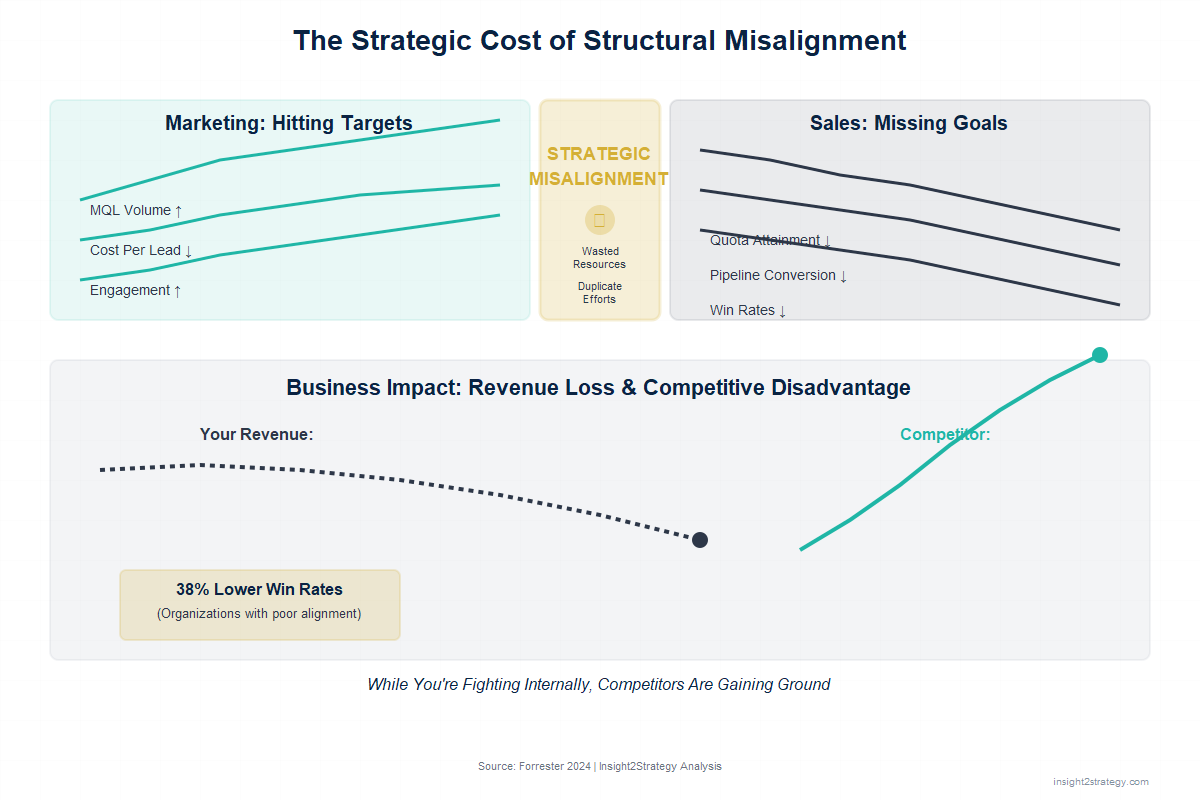 The Strategic Cost of Structural Misalignment
Marketing: Hitting Targets
MQL Volume ↑
Cost Per Lead ↓
Engagement ↑
STRATEGIC
MISALIGNMENT
Wasted
Resources
Duplicate
Efforts
Sales: Missing Goals
Quota Attainment ↓
Pipeline Conversion ↓
Win Rates ↓
Business Impact: Revenue Loss & Competitive Disadvantage
Your Revenue:
Competitor:
38% Lower Win Rates
(Organizations with poor alignment)
While You're Fighting Internally, Competitors Are Gaining Ground
Source: Forrester 2024 | Insight2Strategy Analysis
insight2strategy.com